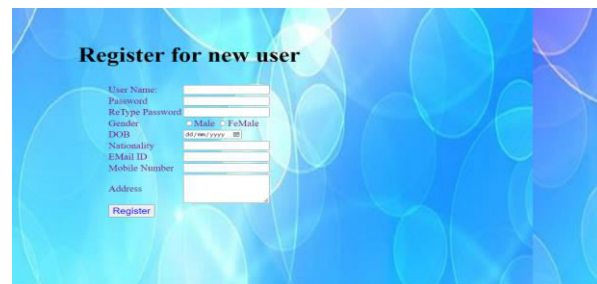 Register for new user
User Name:
Password
ReType Password
Gender Male FeMale
DOB dd/mm/yyyy
Nationality
EMail ID
Mobile Number
Address
Register